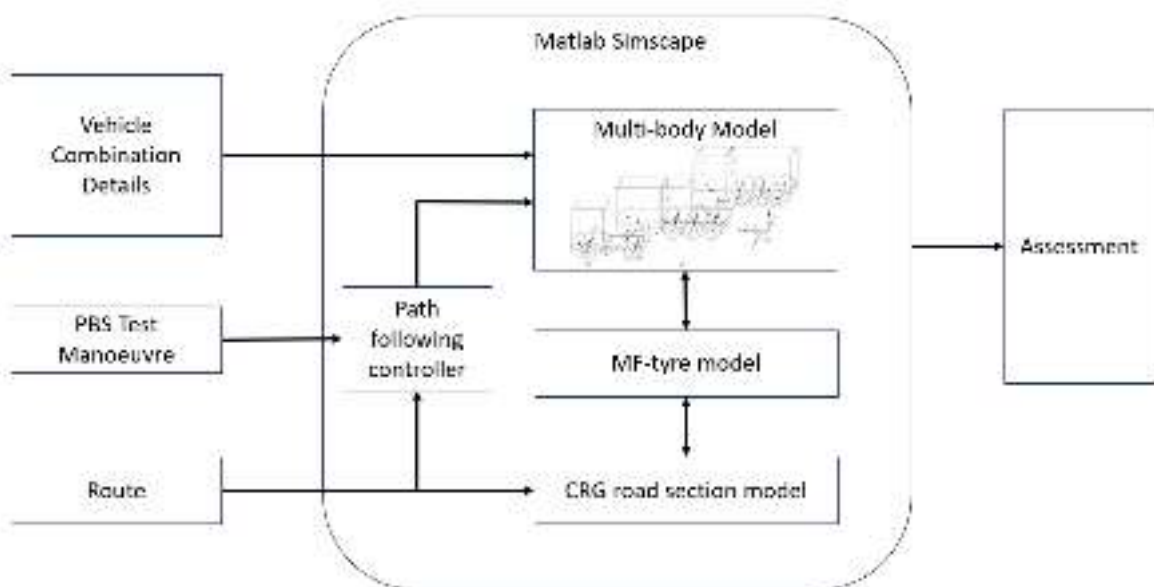 Matlab Simscape
Vehicle
Combination
Details
Multi-body Model
Assessment
PBS Test
Manoeuvre
Path
following
controller
MF-tyre model
Route
CRG road section model